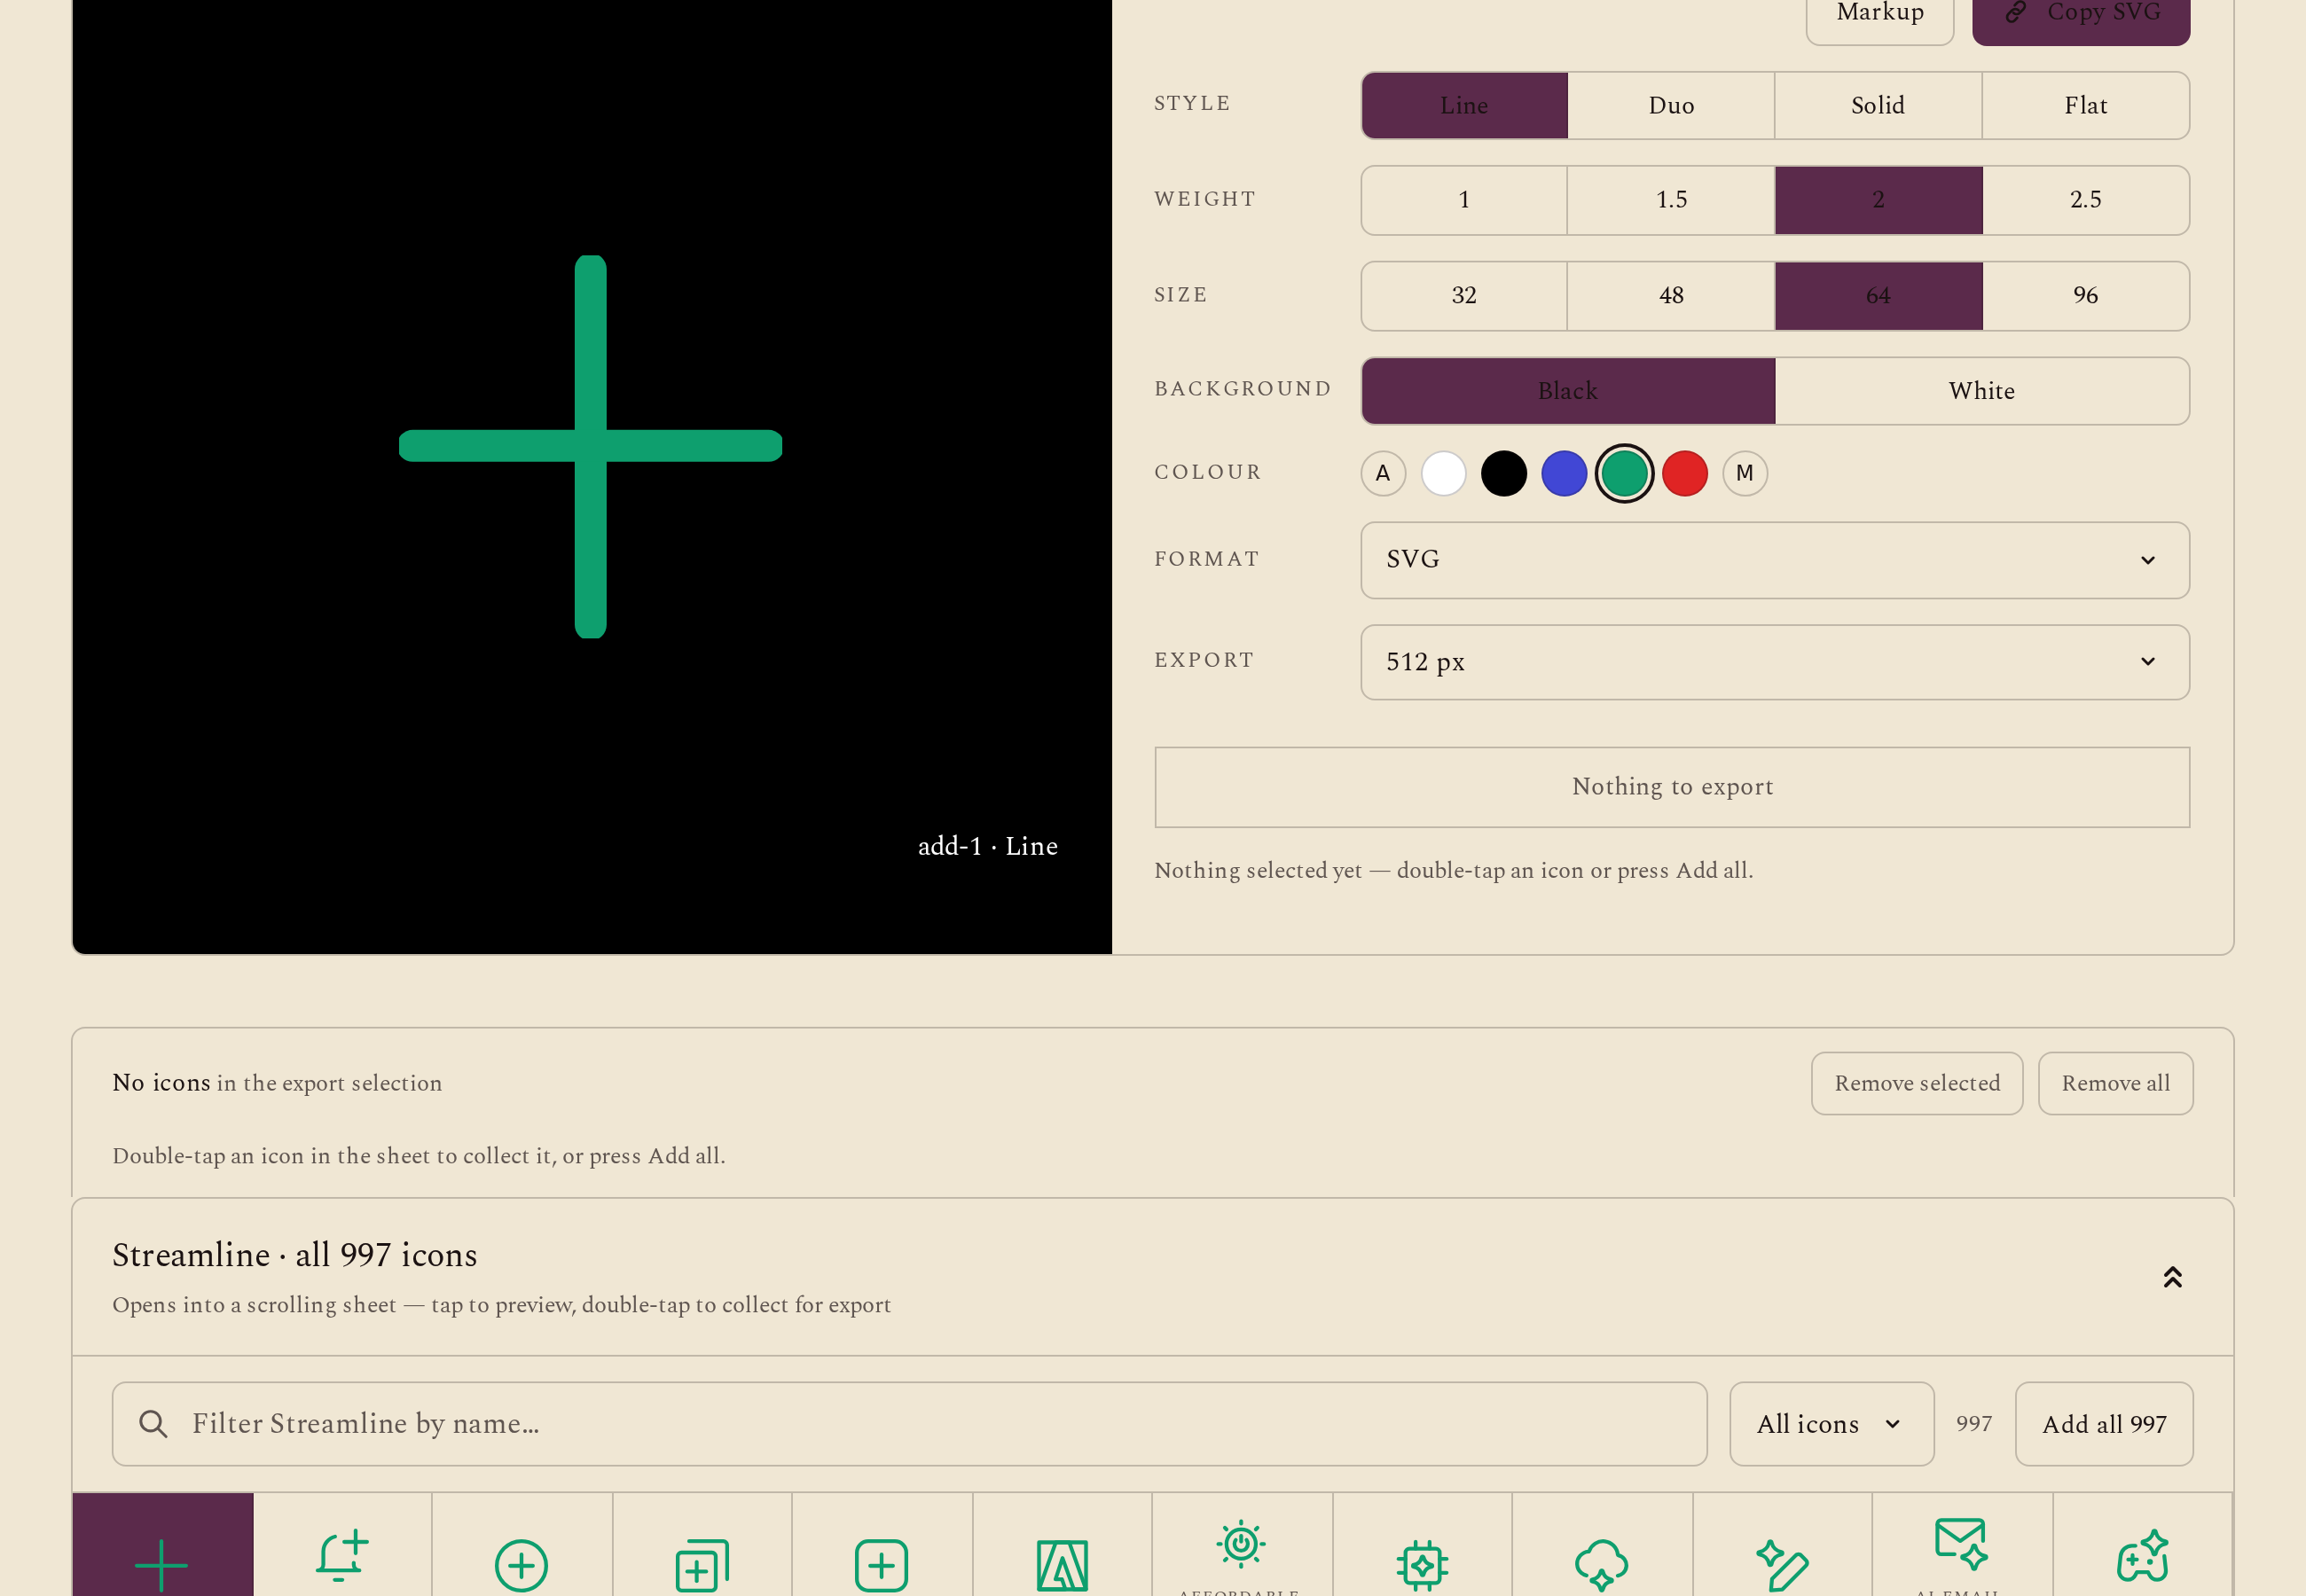 Markup
Copy SVG
STYLE
Line
Duo
Solid
Flat
WEIGHT
1
1.5
2
2.5
SIZE
32
48
64
96
BACKGROUND
Black
White
COLOUR
A
M
FORMAT
SVG
EXPORT
512 px
Nothing to export
add-1 · Line
Nothing selected yet — double-tap an icon or press Add all.
No icons in the export selection
Remove selected
Remove all
Double-tap an icon in the sheet to collect it, or press Add all.
Streamline · all 997 icons
Opens into a scrolling sheet — tap to preview, double-tap to collect for export
Filter Streamline by name...
All icons
997
Add all 997
AFFORDABLE
AI EMAIL